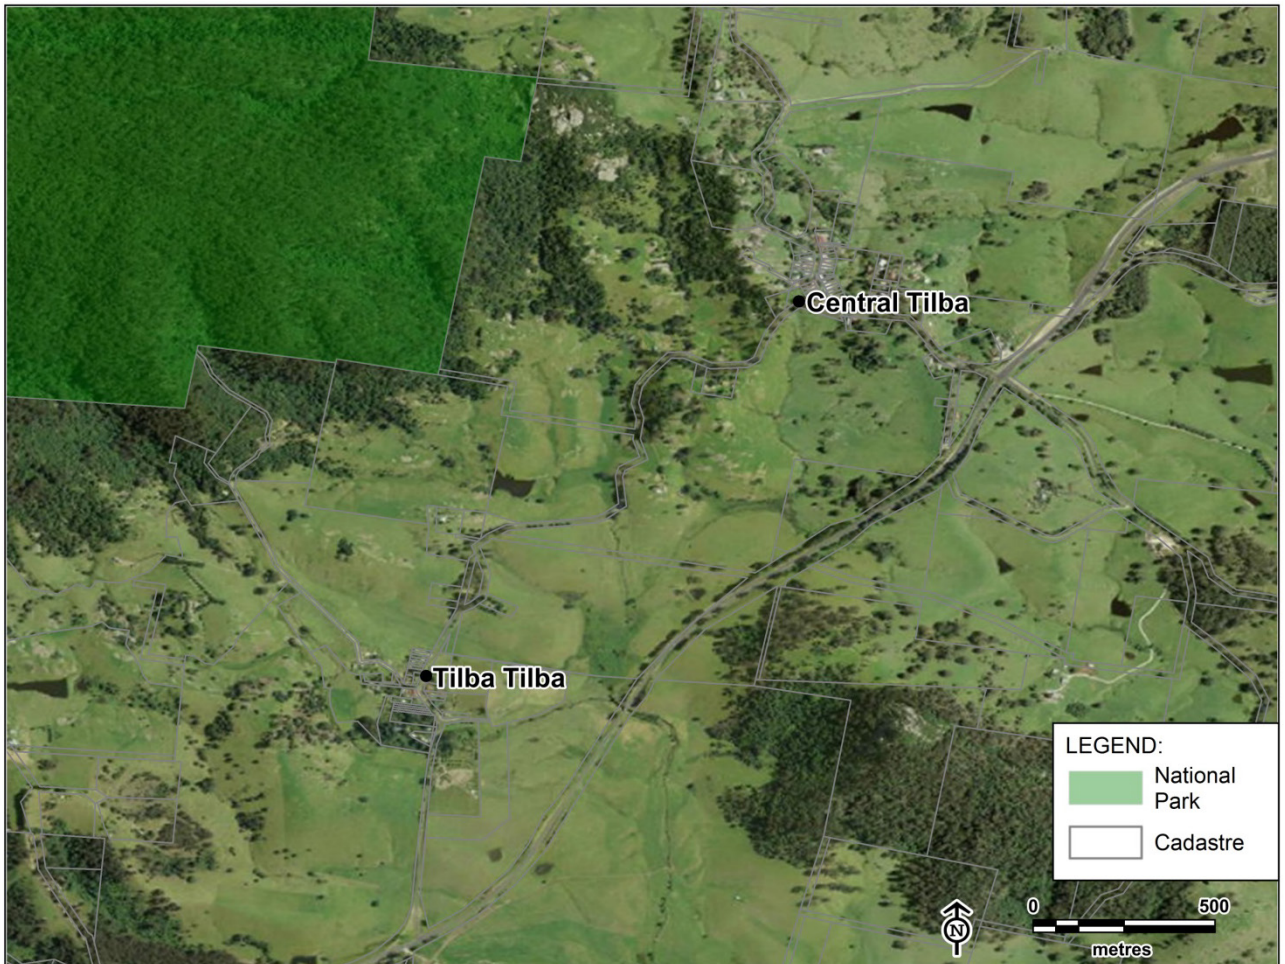 Central Tilba
Tilba Tilba
LEGEND:
National
Park
Cadastre
0 500
metres
N